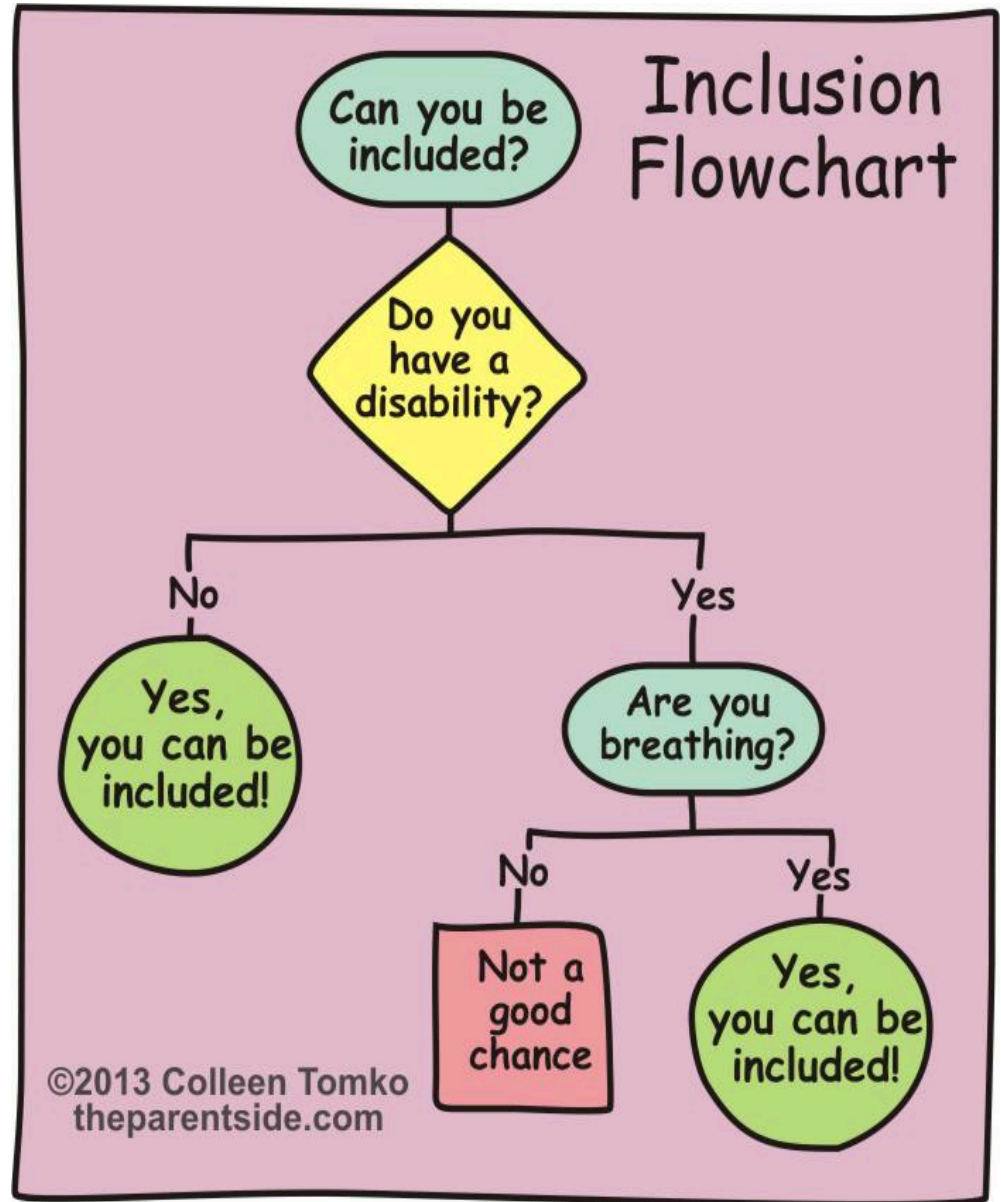 Inclusion
Flowchart
Can you be
included?
Do you
have a
disability?
No
Yes
Yes,
you can be
included!
Are you
breathing?
No
Yes
Not a
good
chance
Yes,
you can be
included!
©2013 Colleen Tomko
theparentside.com